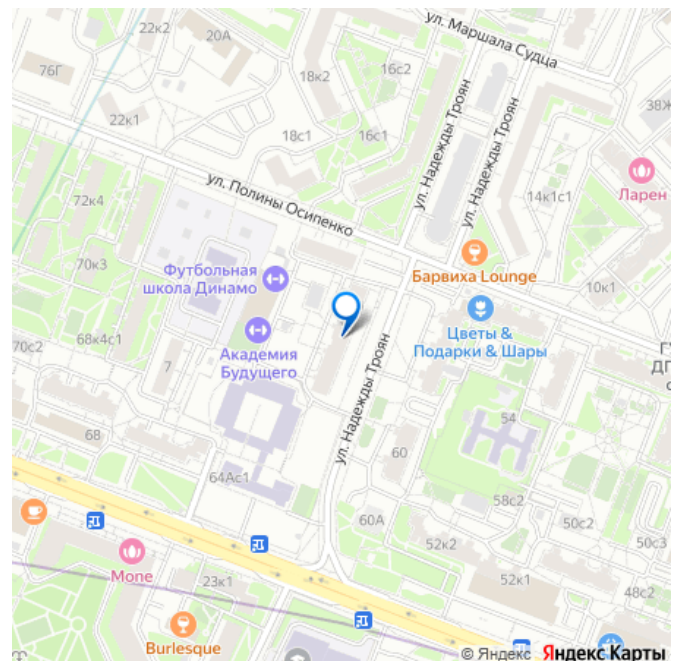 22к2
20А
ул. Маршала Судца
76Г
18к2
16с2
38Ж
22к1
18с1
16с1
ул. Надежды Троян
ул. Надежды Троян
Ларен
72к4
ул. Полины Осипенко
14к1с1
70к3
Футбольная
школа Динамо
Барвиха Lounge
10к1
68к4с1
70с2
7
Академия
Будущего
Цветы &
Подарки & Шары
ул. Надежды Троян
54
68
60
64Ас1
58с2
60А
52к2
50с2
50с3
Mone
23к1
52к1
48с2
Burlesque
© Яндекс Яндекс Карты